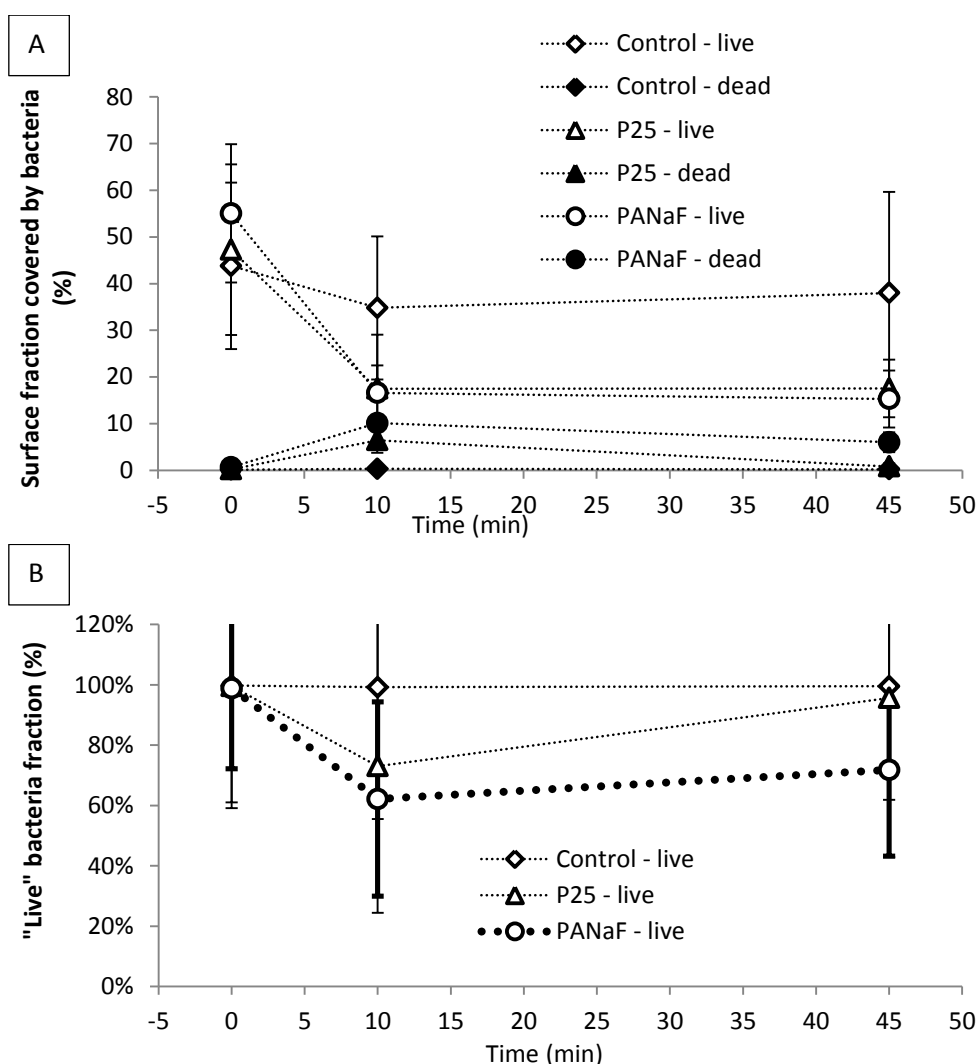 A
Control - live
Control - dead
P25 - live
P25 - dead
PANaF - live
PANaF - dead
Surface fraction covered by bacteria
(%)
80
70
60
50
40
30
20
10
0
-5 0 5 10 15 20 25 30 35 40 45 50
Time (min)
B
"Live" bacteria fraction (%)
120%
100%
80%
60%
40%
20%
0%
Control - live
P25 - live
PANaF - live
-5 0 5 10 15 20 25 30 35 40 45 50
Time (min)